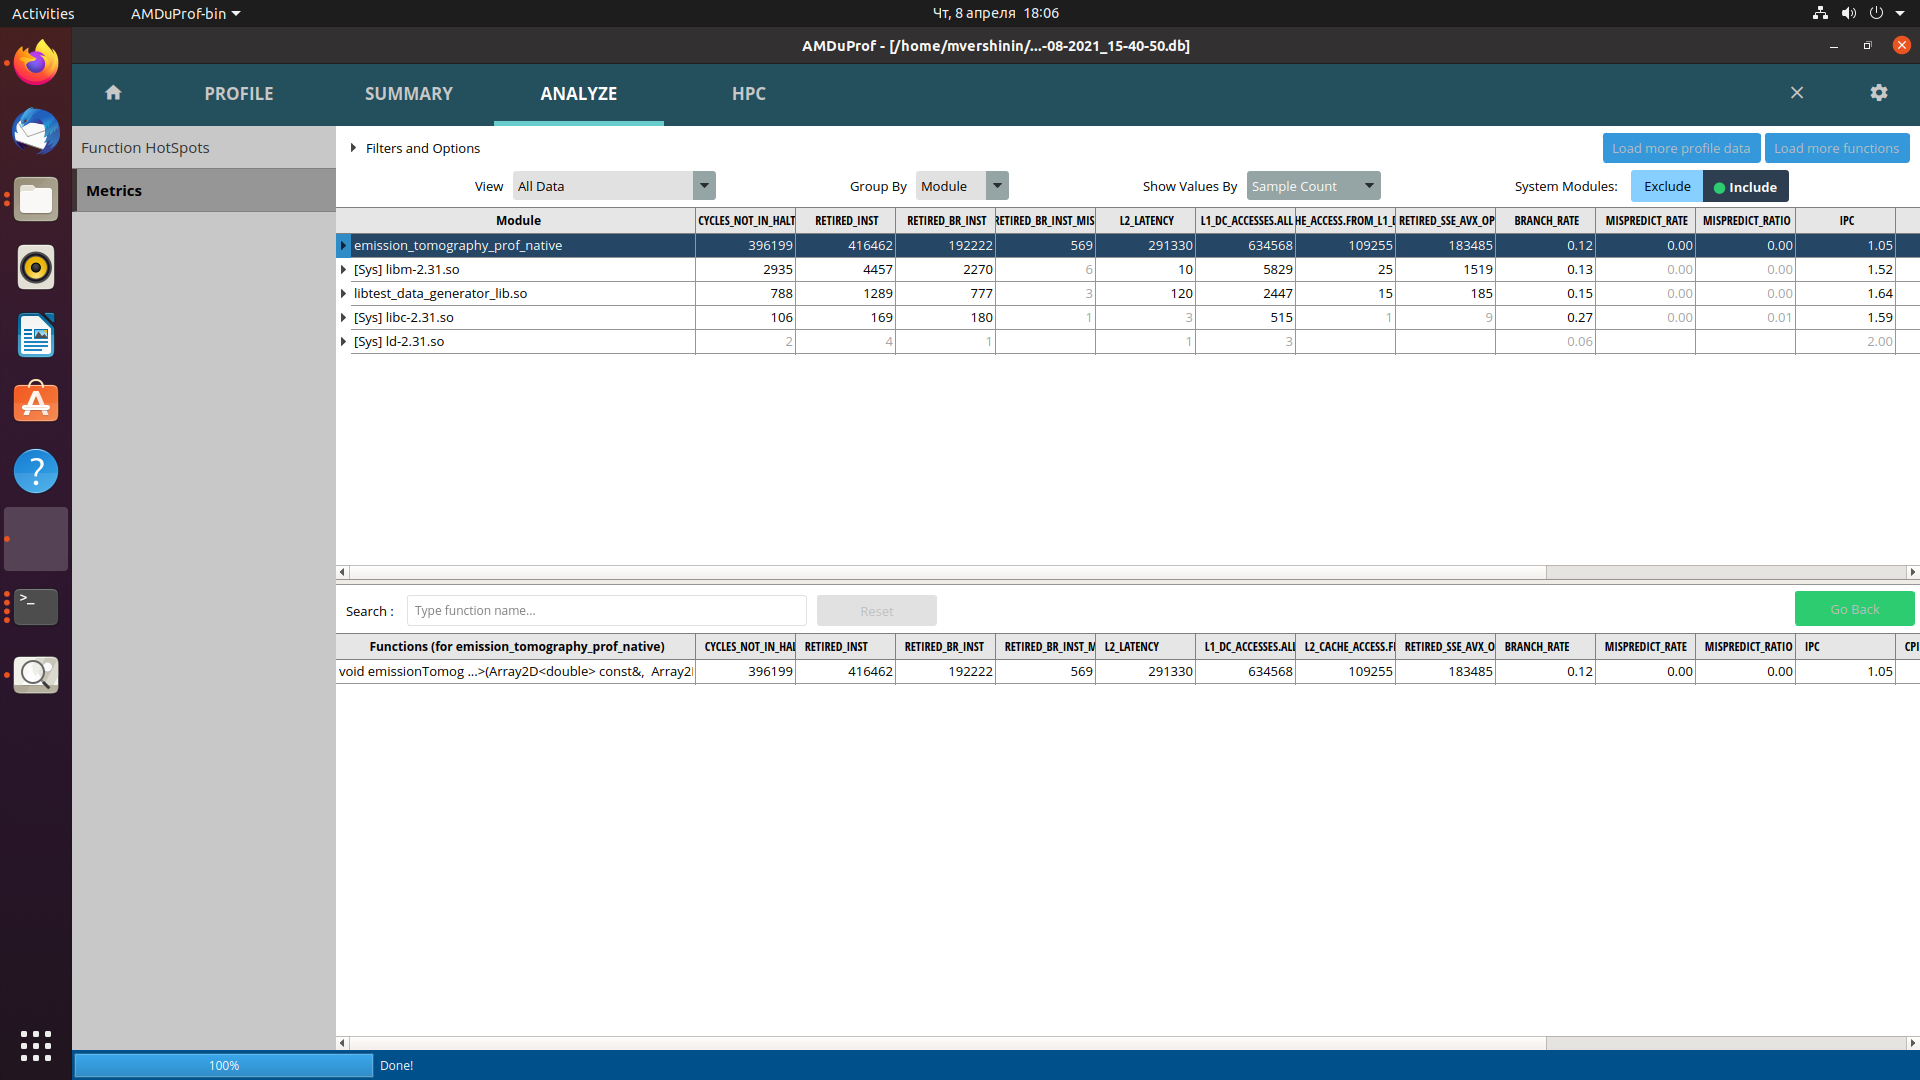 Activities AMDuProf-bin Чт, 8 апреля 18:06
AMDuProf - [/home/mvershinin/...-08-2021_15-40-50.db]
PROFILE SUMMARY ANALYZE HPC
Function HotSpots
Metrics
Filters and Options Load more profile data Load more functions
View All Data Group By Module Show Values By Sample Count System Modules: Exclude Include
Module CYCLES_NOT_IN_HALT RETIRED_INST RETIRED_BR_INST RETIRED_BR_INST_MIS L2_LATENCY L1_DC_ACCESSES.ALL HE_ACCESS.FROM_L1_D RETIRED_SSE_AVX_OP BRANCH_RATE MISPREDICT_RATE MISPREDICT_RATIO IPC
emission_tomography_prof_native 396199 416462 192222 569 291330 634568 109255 183485 0.12 0.00 0.00 1.05
[Sys] libm-2.31.so 2935 4457 2270 6 10 5829 25 1519 0.13 0.00 0.00 1.52
libtest_data_generator_lib.so 788 1289 777 3 120 2447 15 185 0.15 0.00 0.00 1.64
[Sys] libc-2.31.so 106 169 180 1 3 515 1 9 0.27 0.00 0.01 1.59
[Sys] ld-2.31.so 2 4 1 1 3 0.06 2.00
Search : Type function name... Reset Go Back
Functions (for emission_tomography_prof_native) CYCLES_NOT_IN_HAL RETIRED_INST RETIRED_BR_INST RETIRED_BR_INST_M L2_LATENCY L1_DC_ACCESSES.ALL L2_CACHE_ACCESS.F RETIRED_SSE_AVX_O BRANCH_RATE MISPREDICT_RATE MISPREDICT_RATIO IPC CPI
void emissionTomog ...>(Array2D<double> const&, Array2 396199 416462 192222 569 291330 634568 109255 183485 0.12 0.00 0.00 1.05
100% Done!